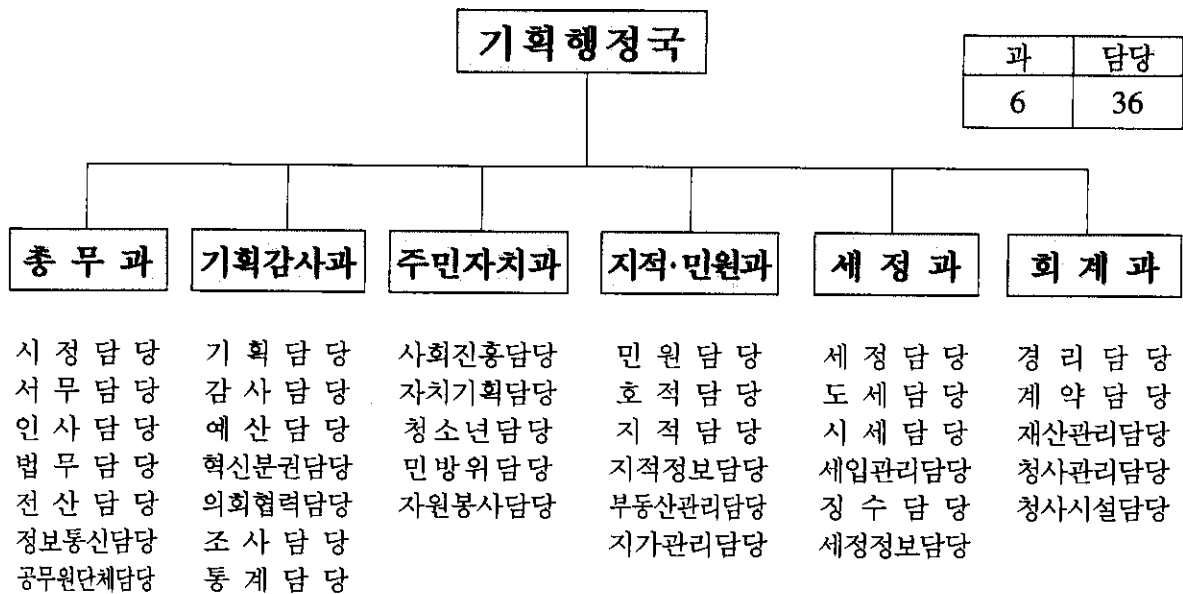 기획행정국
과 담당
6 36
총 무 과 기획감사과 주민자치과 지적·민원과 세 정 과 회 계 과
시 정 담 당 기 획 담 당 사회진흥담당 민 원 담 당 세 정 담 당 경 리 담 당
서 무 담 당 감 사 담 당 자치기획담당 호 적 담 당 도 세 담 당 계 약 담 당
인 사 담 당 예 산 담 당 청소년담당 지 적 담 당 시 세 담 당 재산관리담당
법 무 담 당 혁신분권담당 민방위담당 지적정보담당 세입관리담당 청사관리담당
전 산 담 당 의회협력담당 자원봉사담당 부동산관리담당 징 수 담 당 청사시설담당
정보통신담당 조 사 담 당 지가관리담당 세정정보담당
공무원단체담당 통 계 담 당